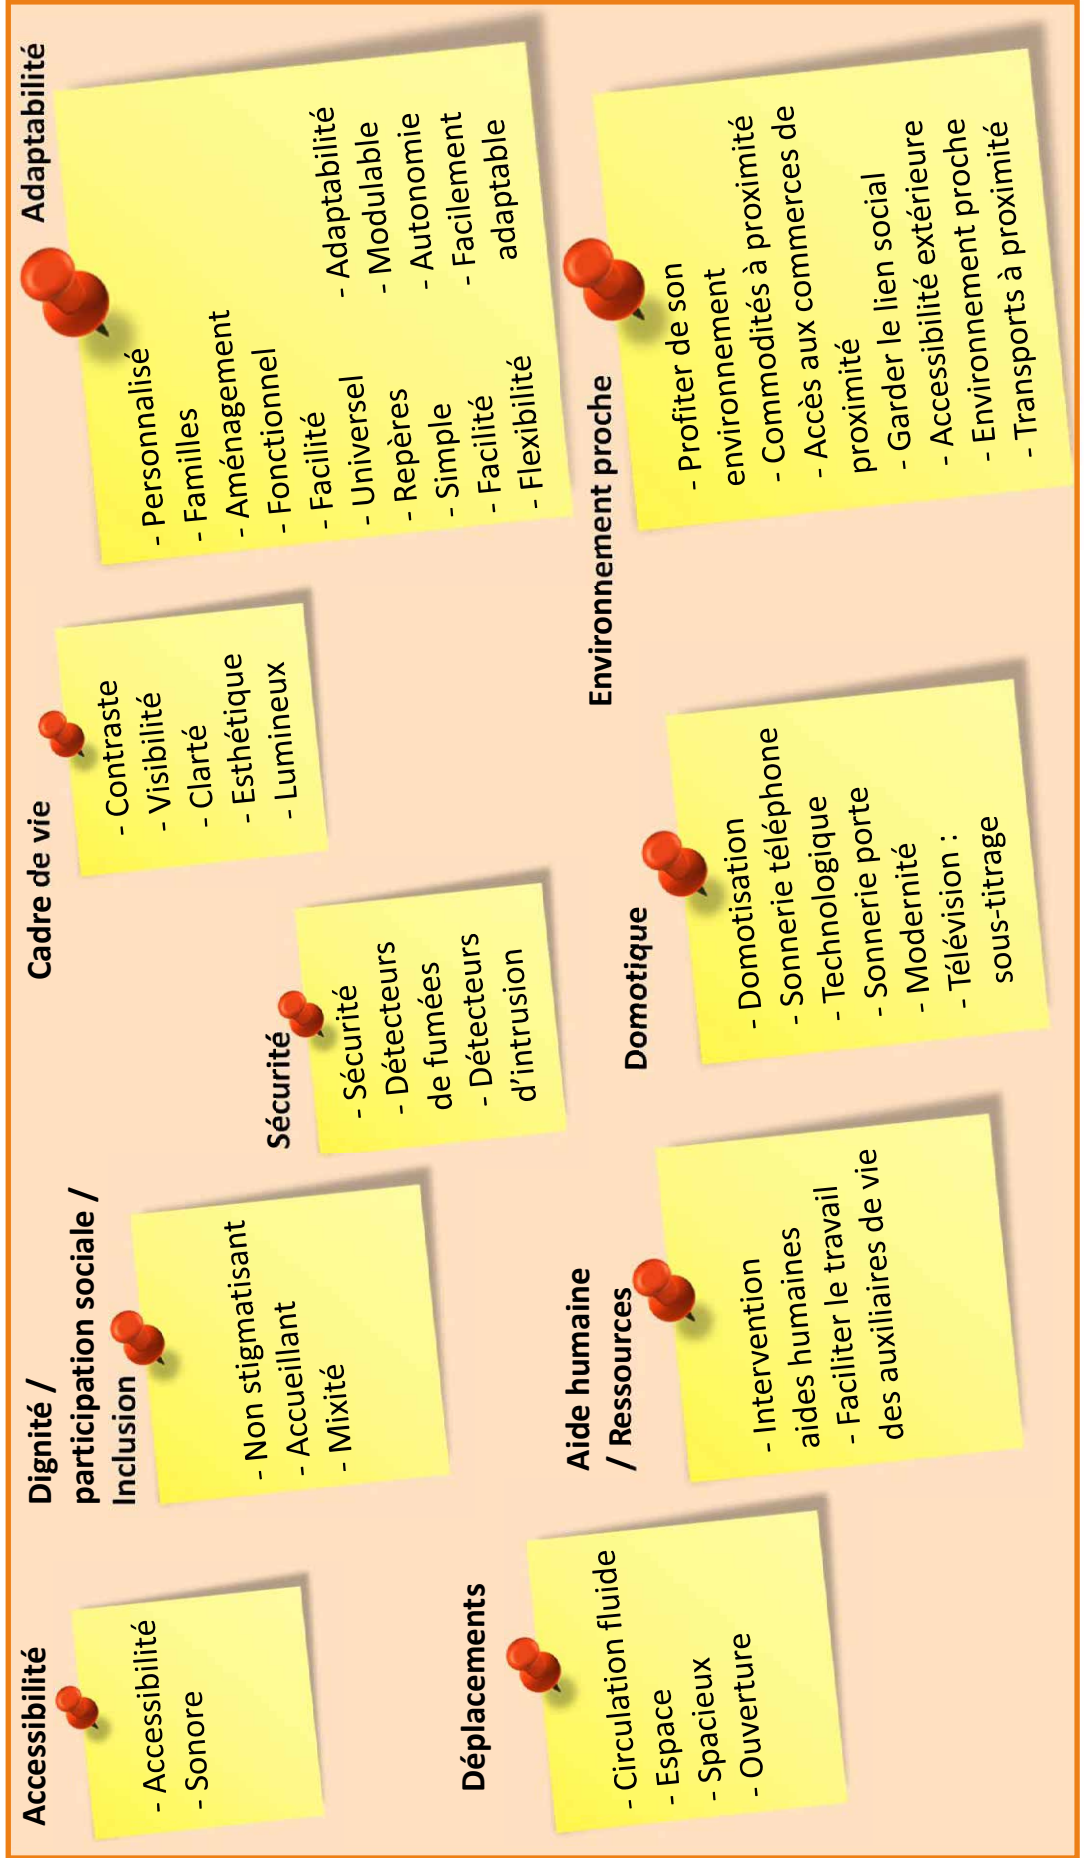 Accessibilité
- Accessibilité
- Sonore
Dignité /
participation sociale /
Inclusion
- Non stigmatisant
- Accueillant
- Mixité
Cadre de vie
- Contraste
- Visibilité
- Clarté
- Esthétique
- Lumineux
Adaptabilité
- Personnalisé
- Familles
- Aménagement
- Fonctionnel
- Facilité
- Universel
- Repères
- Simple
- Facilité
- Flexibilité
- Adaptabilité
- Modulable
- Autonomie
- Facilement
adaptable
Sécurité
- Sécurité
- Détecteurs
de fumées
- Détecteurs
d'intrusion
Déplacements
- Circulation fluide
- Espace
- Spacieux
- Ouverture
Aide humaine
/ Ressources
- Intervention
aides humaines
- Faciliter le travail
des auxiliaires de vie
Domotique
- Domotisation
- Sonnerie téléphone
- Technologique
- Sonnerie porte
- Modernité
- Télévision :
sous-titrage
Environnement proche
- Profiter de son
environnement
- Commodités à proximité
- Accès aux commerces de
proximité
- Garder le lien social
- Accessibilité extérieure
- Environnement proche
- Transports à proximité